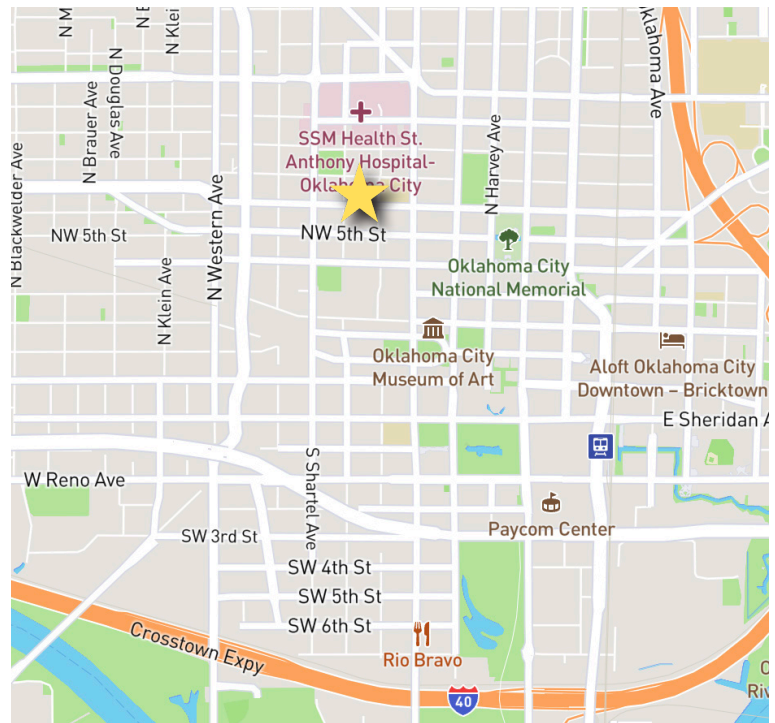 N M
N E
N Klei
N Douglas Ave
N Brauer Ave
N Blackwelder Ave
NW 5th St
N Klein Ave
N Western Ave
SSM Health St.
Anthony Hospital-
Oklahoma City
NW 5th St
N Harvey Ave
Oklahoma Ave
Oklahoma City
National Memorial
Oklahoma City
Museum of Art
Aloft Oklahoma City
Downtown – Bricktown
E Sheridan A
W Reno Ave
S Shartel Ave
Paycom Center
SW 3rd St
SW 4th St
SW 5th St
SW 6th St
Crosstown Expy
Rio Bravo
40
Riv